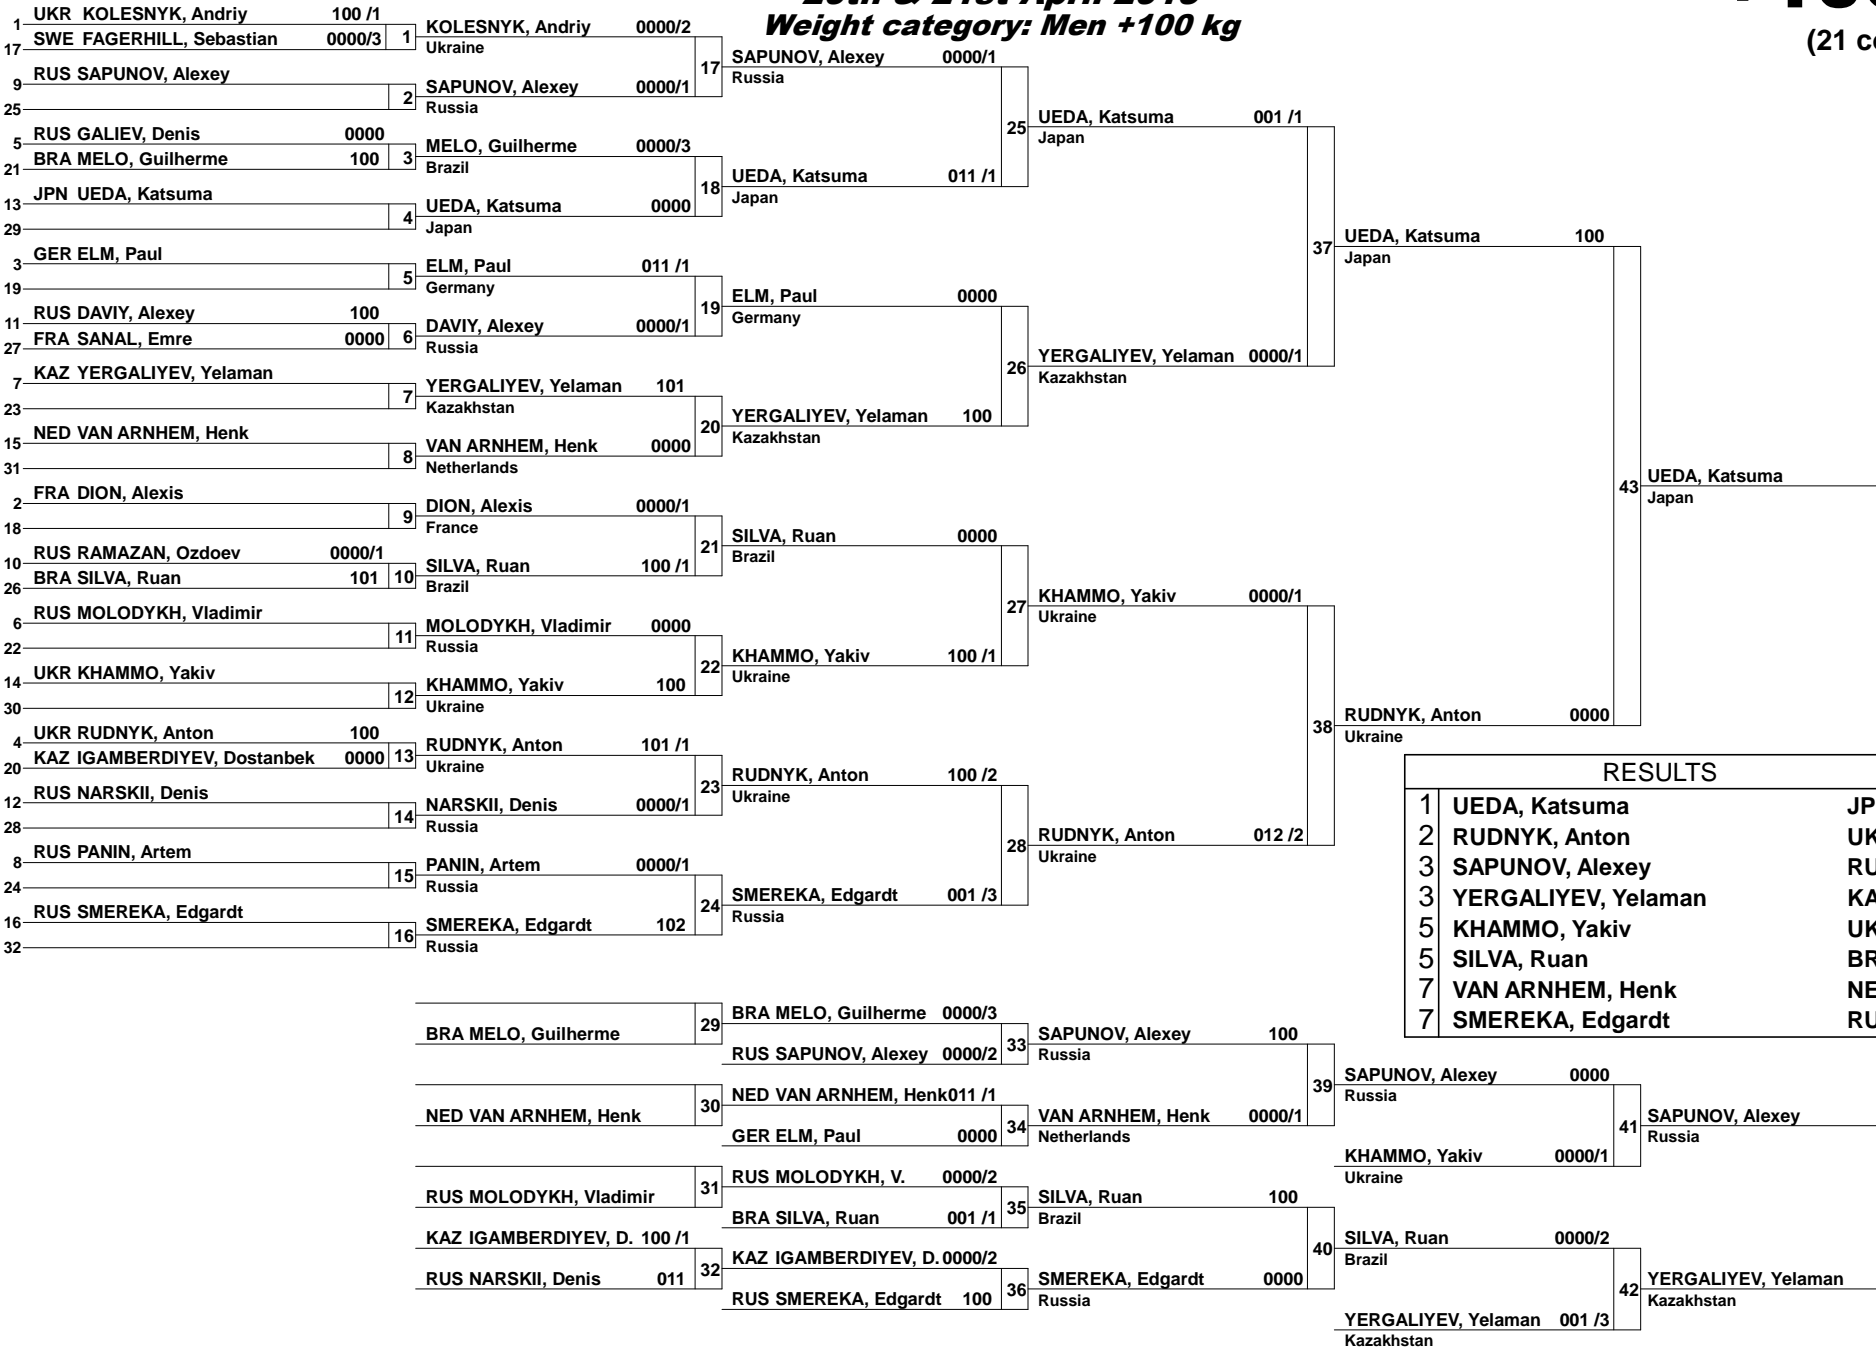 Weight category: Men +100 kg
1 UKR KOLESNYK, Andriy 100 /1
17 SWE FAGERHILL, Sebastian 0000/3
1
9 RUS SAPUNOV, Alexey
25
2
5 RUS GALIEV, Denis 0000
21 BRA MELO, Guilherme 100
3
13 JPN UEDA, Katsuma
29
4
3 GER ELM, Paul
19
5
11 RUS DAVIY, Alexey 100
27 FRA SANAL, Emre 0000
6
7 KAZ YERGALIYEV, Yelaman
23
7
15 NED VAN ARNHEM, Henk
31
8
2 FRA DION, Alexis
18
9
10 RUS RAMAZAN, Ozdoev 0000/1
26 BRA SILVA, Ruan 101
10
6 RUS MOLODYKH, Vladimir
22
11
14 UKR KHAMMO, Yakiv
30
12
4 UKR RUDNYK, Anton 100
20 KAZ IGAMBERDIYEV, Dostanbek 0000
13
12 RUS NARSKII, Denis
28
14
8 RUS PANIN, Artem
24
15
16 RUS SMEREKA, Edgardt
32
16
KOLESNYK, Andriy 0000/2
Ukraine
17
SAPUNOV, Alexey 0000/1
Russia
MELO, Guilherme 0000/3
Brazil
18
UEDA, Katsuma 0000
Japan
ELM, Paul 011 /1
Germany
19
DAVIY, Alexey 0000/1
Russia
YERGALIYEV, Yelaman 101
Kazakhstan
20
VAN ARNHEM, Henk 0000
Netherlands
DION, Alexis 0000/1
France
21
SILVA, Ruan 100 /1
Brazil
MOLODYKH, Vladimir 0000
Russia
22
KHAMMO, Yakiv 100
Ukraine
RUDNYK, Anton 101 /1
Ukraine
23
NARSKII, Denis 0000/1
Russia
PANIN, Artem 0000/1
Russia
24
SMEREKA, Edgardt 102
Russia
SAPUNOV, Alexey 0000/1
Russia
25
UEDA, Katsuma 011 /1
Japan
ELM, Paul 0000
Germany
26
YERGALIYEV, Yelaman 100
Kazakhstan
SILVA, Ruan 0000
Brazil
27
KHAMMO, Yakiv 100 /1
Ukraine
RUDNYK, Anton 100 /2
Ukraine
28
SMEREKA, Edgardt 001 /3
Russia
UEDA, Katsuma 001 /1
Japan
37
YERGALIYEV, Yelaman 0000/1
Kazakhstan
KHAMMO, Yakiv 0000/1
Ukraine
38
RUDNYK, Anton 012 /2
Ukraine
UEDA, Katsuma 100
Japan
43
RUDNYK, Anton 0000
Ukraine
UEDA, Katsuma
Japan
RESULTS
1 UEDA, Katsuma
2 RUDNYK, Anton
3 SAPUNOV, Alexey
3 YERGALIYEV, Yelaman
5 KHAMMO, Yakiv
5 SILVA, Ruan
7 VAN ARNHEM, Henk
7 SMEREKA, Edgardt
BRA MELO, Guilherme
29
NED VAN ARNHEM, Henk
30
RUS MOLODYKH, Vladimir
31
KAZ IGAMBERDIYEV, D. 100 /1
32
RUS NARSKII, Denis 011
BRA MELO, Guilherme 0000/3
33
RUS SAPUNOV, Alexey 0000/2
NED VAN ARNHEM, Henk 011 /1
34
GER ELM, Paul 0000
RUS MOLODYKH, V. 0000/2
35
BRA SILVA, Ruan 001 /1
KAZ IGAMBERDIYEV, D. 0000/2
36
RUS SMEREKA, Edgardt 100
SAPUNOV, Alexey 100
Russia
39
VAN ARNHEM, Henk 0000/1
Netherlands
SILVA, Ruan 100
Brazil
40
SMEREKA, Edgardt 0000
Russia
SAPUNOV, Alexey 0000
Russia
41
KHAMMO, Yakiv 0000/1
Ukraine
SILVA, Ruan 0000/2
Brazil
42
YERGALIYEV, Yelaman 001 /3
Kazakhstan
SAPUNOV, Alexey
Russia
YERGALIYEV, Yelaman
Kazakhstan